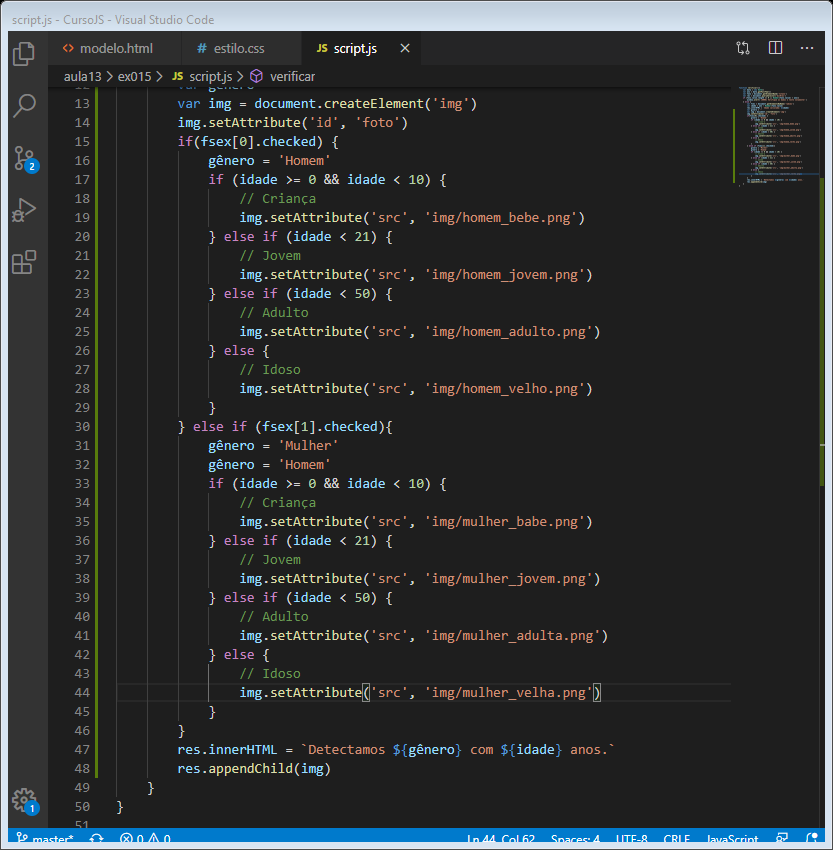 script.js - CursoJS - Visual Studio Code
<> modelo.html # estilo.css JS script.js ×
aula13 > ex015 > JS script.js > verificar
12 var gênero
13 var img = document.createElement('img')
14 img.setAttribute('id', 'foto')
15 if(fsex[0].checked) {
16 gênero = 'Homem'
17 if (idade >= 0 && idade < 10) {
18 // Criança
19 img.setAttribute('src', 'img/homem_bebe.png')
20 } else if (idade < 21) {
21 // Jovem
22 img.setAttribute('src', 'img/homem_jovem.png')
23 } else if (idade < 50) {
24 // Adulto
25 img.setAttribute('src', 'img/homem_adulto.png')
26 } else {
27 // Idoso
28 img.setAttribute('src', 'img/homem_velho.png')
29 }
30 } else if (fsex[1].checked){
31 gênero = 'Mulher'
32 gênero = 'Homem'
33 if (idade >= 0 && idade < 10) {
34 // Criança
35 img.setAttribute('src', 'img/mulher_babe.png')
36 } else if (idade < 21) {
37 // Jovem
38 img.setAttribute('src', 'img/mulher_jovem.png')
39 } else if (idade < 50) {
40 // Adulto
41 img.setAttribute('src', 'img/mulher_adulta.png')
42 } else {
43 // Idoso
44 img.setAttribute('src', 'img/mulher_velha.png')
45 }
46 }
47 res.innerHTML = `Detectamos ${gênero} com ${idade} anos.`
48 res.appendChild(img)
49 }
50 }
51
2
1
master* 0 0 Ln 44, Col 62 Spaces: 4 UTF-8 CRLF JavaScript